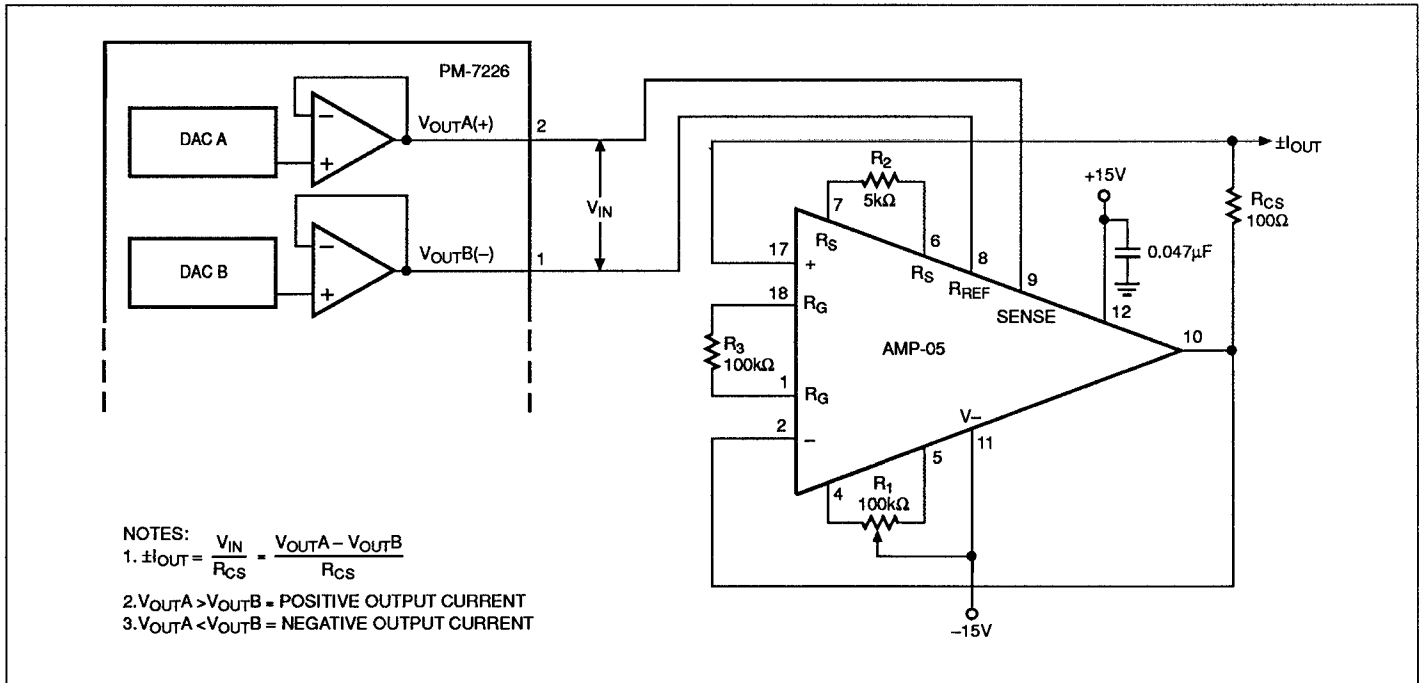 PM-7226
DAC A
−
+
VOUTA(+)
2
DAC B
−
+
VOUTB(−)
1
VIN
±IOUT
R2
5kΩ
+15V
RCS
100Ω
0.047µF
7
6
8
9
12
17
+
RS
RS
RREF
SENSE
18
RG
R3
100kΩ
AMP-05
10
1
RG
2
−
V−
11
5
4
R1
100kΩ
−15V
NOTES:
1. ±IOUT = VIN / RCS = VOUTA − VOUTB / RCS
2.VOUTA >VOUTB = POSITIVE OUTPUT CURRENT
3.VOUTA <VOUTB = NEGATIVE OUTPUT CURRENT